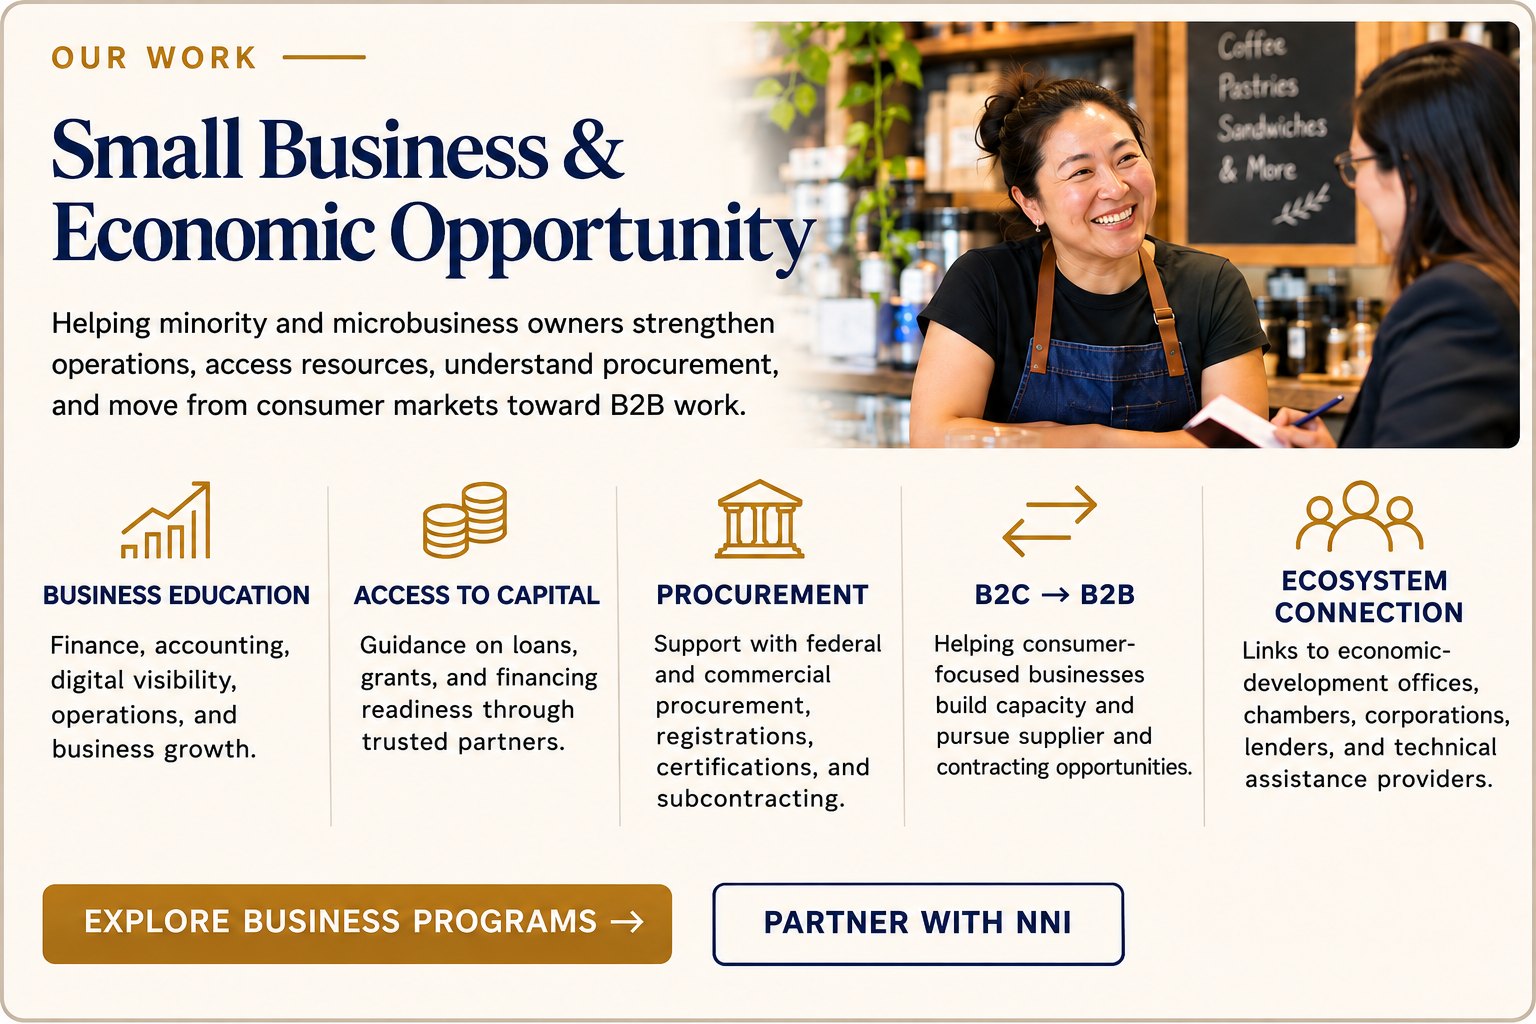 OUR WORK
Small Business &
Economic Opportunity
Helping minority and microbusiness owners strengthen
operations, access resources, understand procurement,
and move from consumer markets toward B2B work.
Coffee
Pastries
Sandwiches
& More
BUSINESS EDUCATION
Finance, accounting,
digital visibility,
operations, and
business growth.
ACCESS TO CAPITAL
Guidance on loans,
grants, and financing
readiness through
trusted partners.
PROCUREMENT
Support with federal
and commercial
procurement,
registrations,
certifications, and
subcontracting.
B2C → B2B
Helping consumer-
focused businesses
build capacity and
pursue supplier and
contracting opportunities.
ECOSYSTEM
CONNECTION
Links to economic-
development offices,
chambers, corporations,
lenders, and technical
assistance providers.
EXPLORE BUSINESS PROGRAMS →
PARTNER WITH NNI